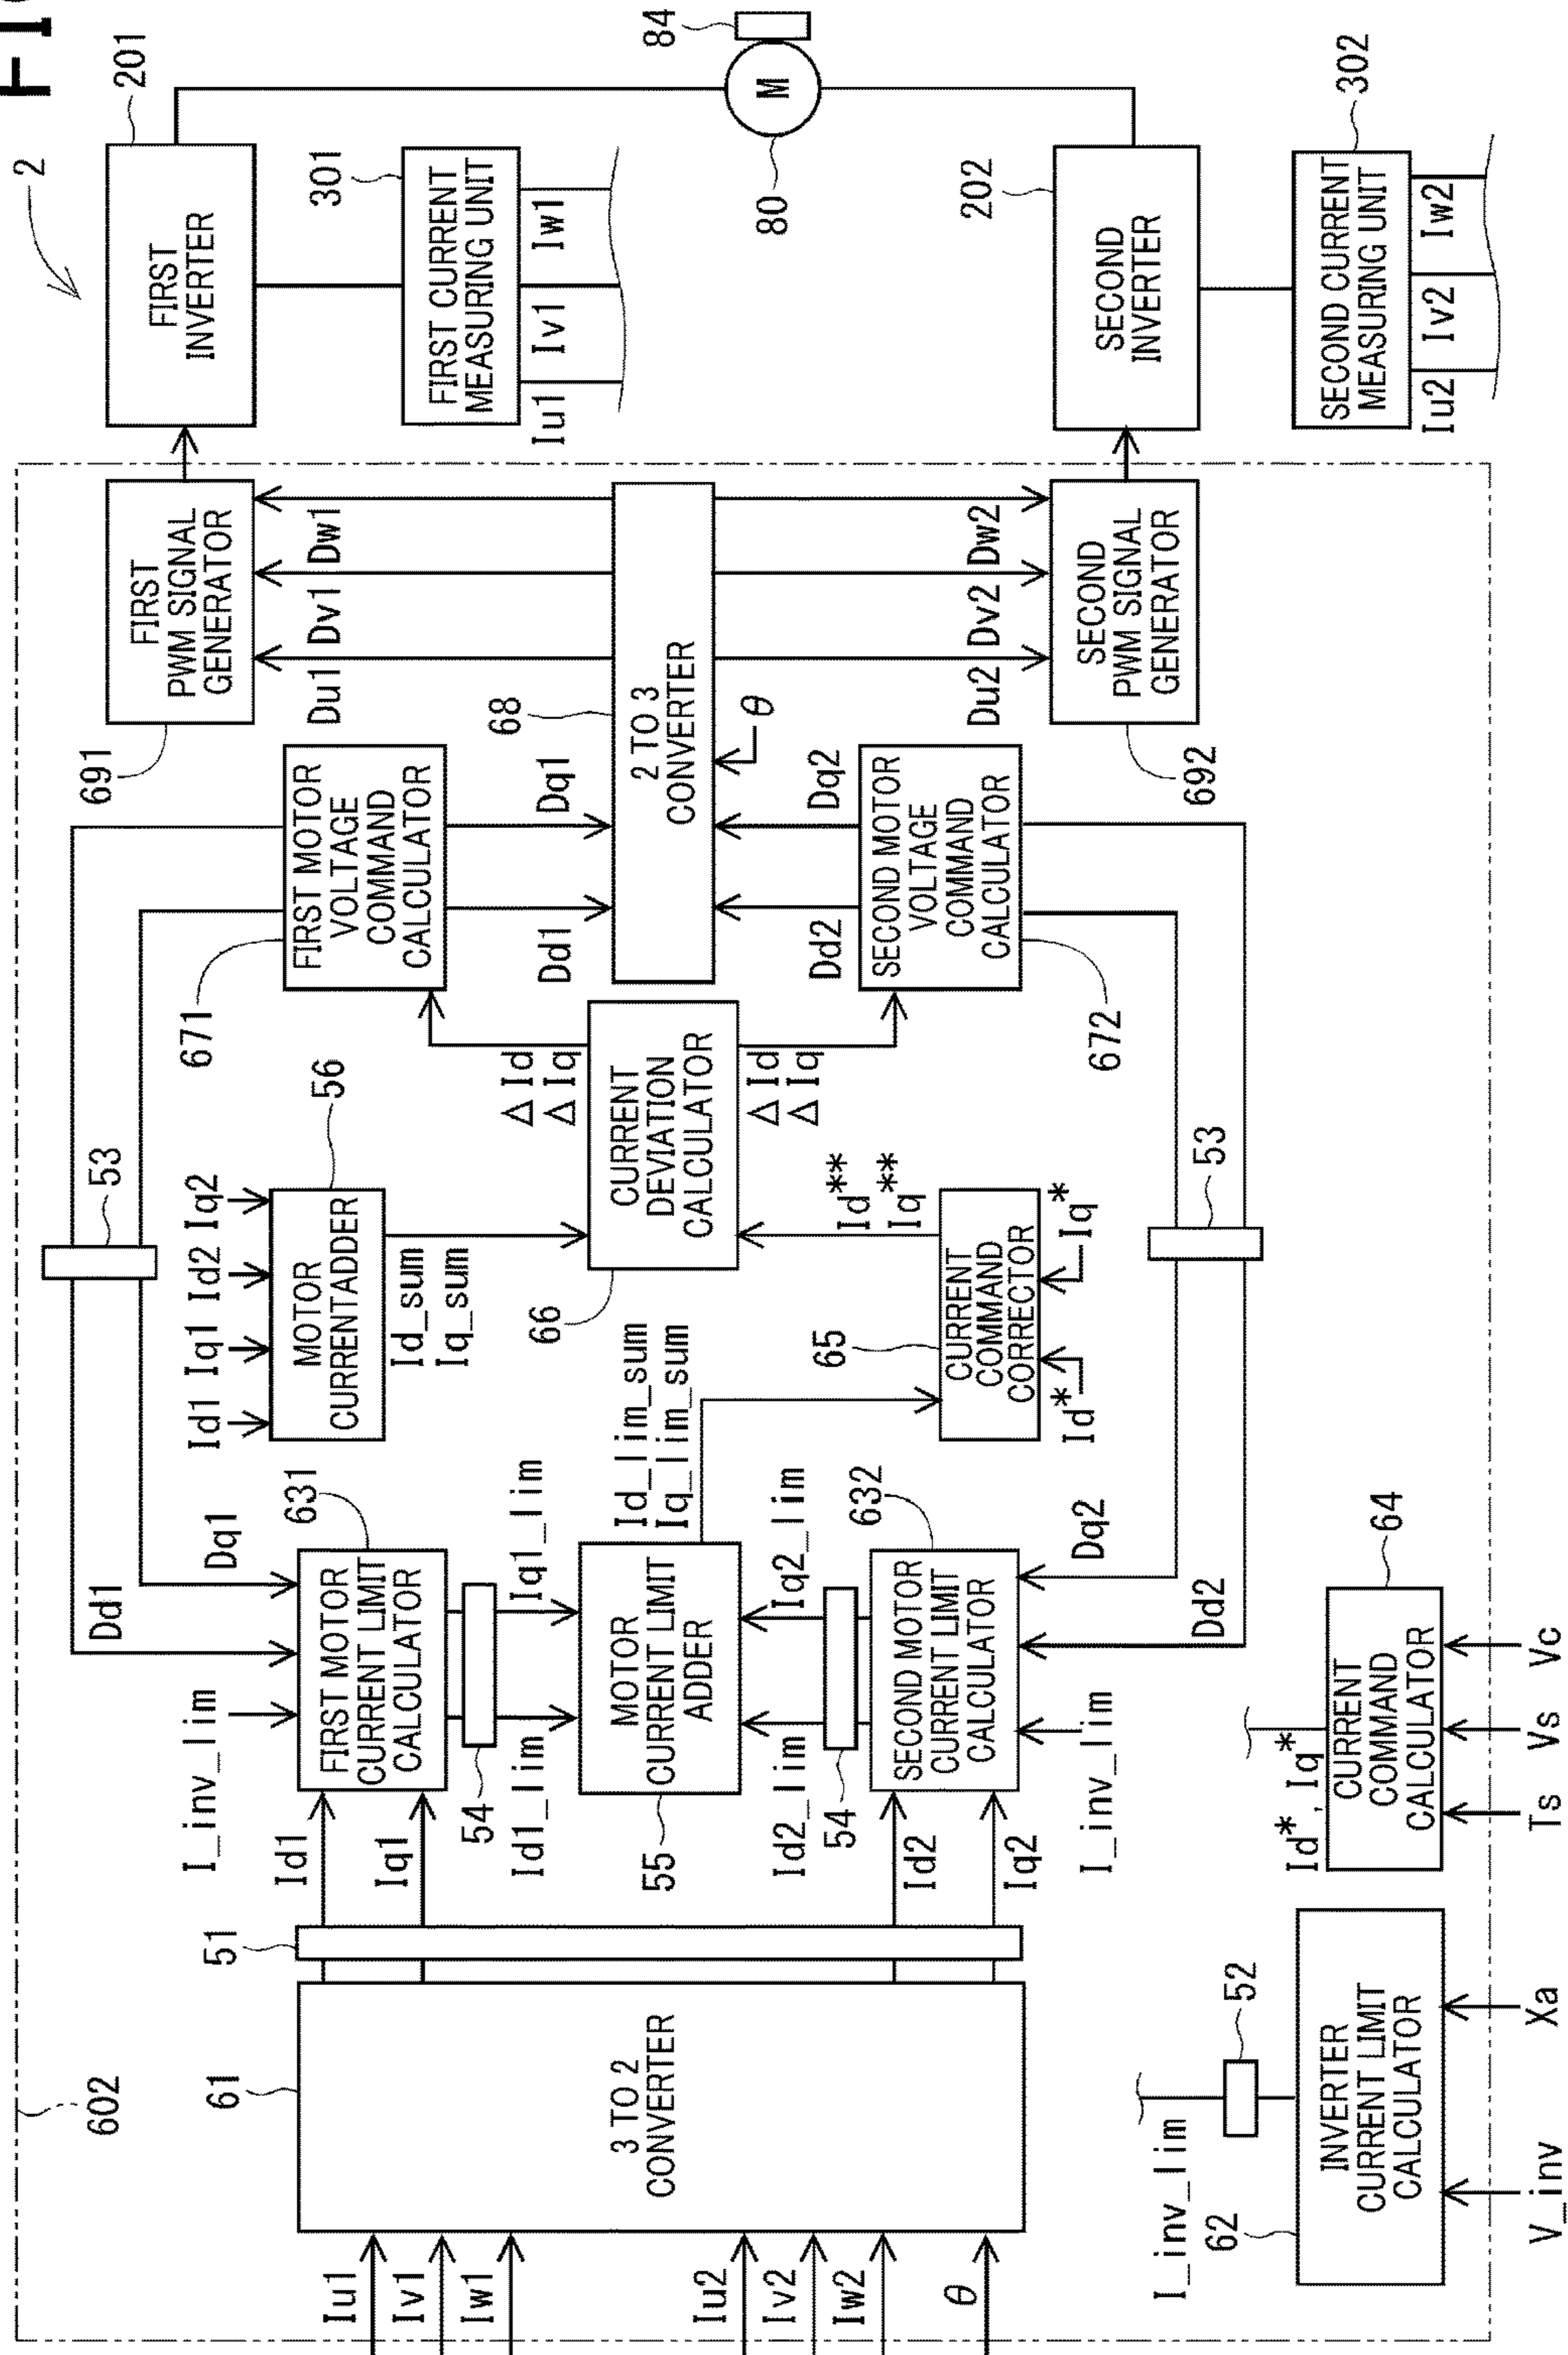 FIG
2
201
FIRST
INVERTER
301
FIRST CURRENT
MEASURING UNIT
Iu1
Iv1
Iw1
84
M
80
202
SECOND
INVERTER
302
SECOND CURRENT
MEASURING UNIT
Iu2
Iv2
Iw2
602
691
FIRST
PWM SIGNAL
GENERATOR
Du1
Dv1
Dw1
68
2 TO 3
CONVERTER
θ
Du2
Dv2
Dw2
SECOND
PWM SIGNAL
GENERATOR
692
671
FIRST MOTOR
VOLTAGE
COMMAND
CALCULATOR
Dd1
Dq1
Dd2
Dq2
SECOND MOTOR
VOLTAGE
COMMAND
CALCULATOR
672
53
56
Id1
Iq1
Id2
Iq2
MOTOR
CURRENTADDER
Id_sum
Iq_sum
△Id
△Iq
CURRENT
DEVIATION
CALCULATOR
66
△Id
△Iq
Id**
Iq**
65
CURRENT
COMMAND
CORRECTOR
Id*
Iq*
53
Dd1
Dq1
I_inv_lim
631
FIRST MOTOR
CURRENT LIMIT
CALCULATOR
Id1
Iq1
54
Id1_lim
Iq1_lim
Id_lim_sum
Iq_lim_sum
MOTOR
CURRENT LIMIT
ADDER
55
Id2_lim
Iq2_lim
54
632
SECOND MOTOR
CURRENT LIMIT
CALCULATOR
Id2
Iq2
I_inv_lim
Dq2
Dd2
51
61
3 TO 2
CONVERTER
Iu1
Iv1
Iw1
Iu2
Iv2
Iw2
θ
I_inv_lim
52
62
INVERTER
CURRENT LIMIT
CALCULATOR
V_inv
Xa
Id*,Iq*
64
CURRENT
COMMAND
CALCULATOR
Ts
Vs
Vc